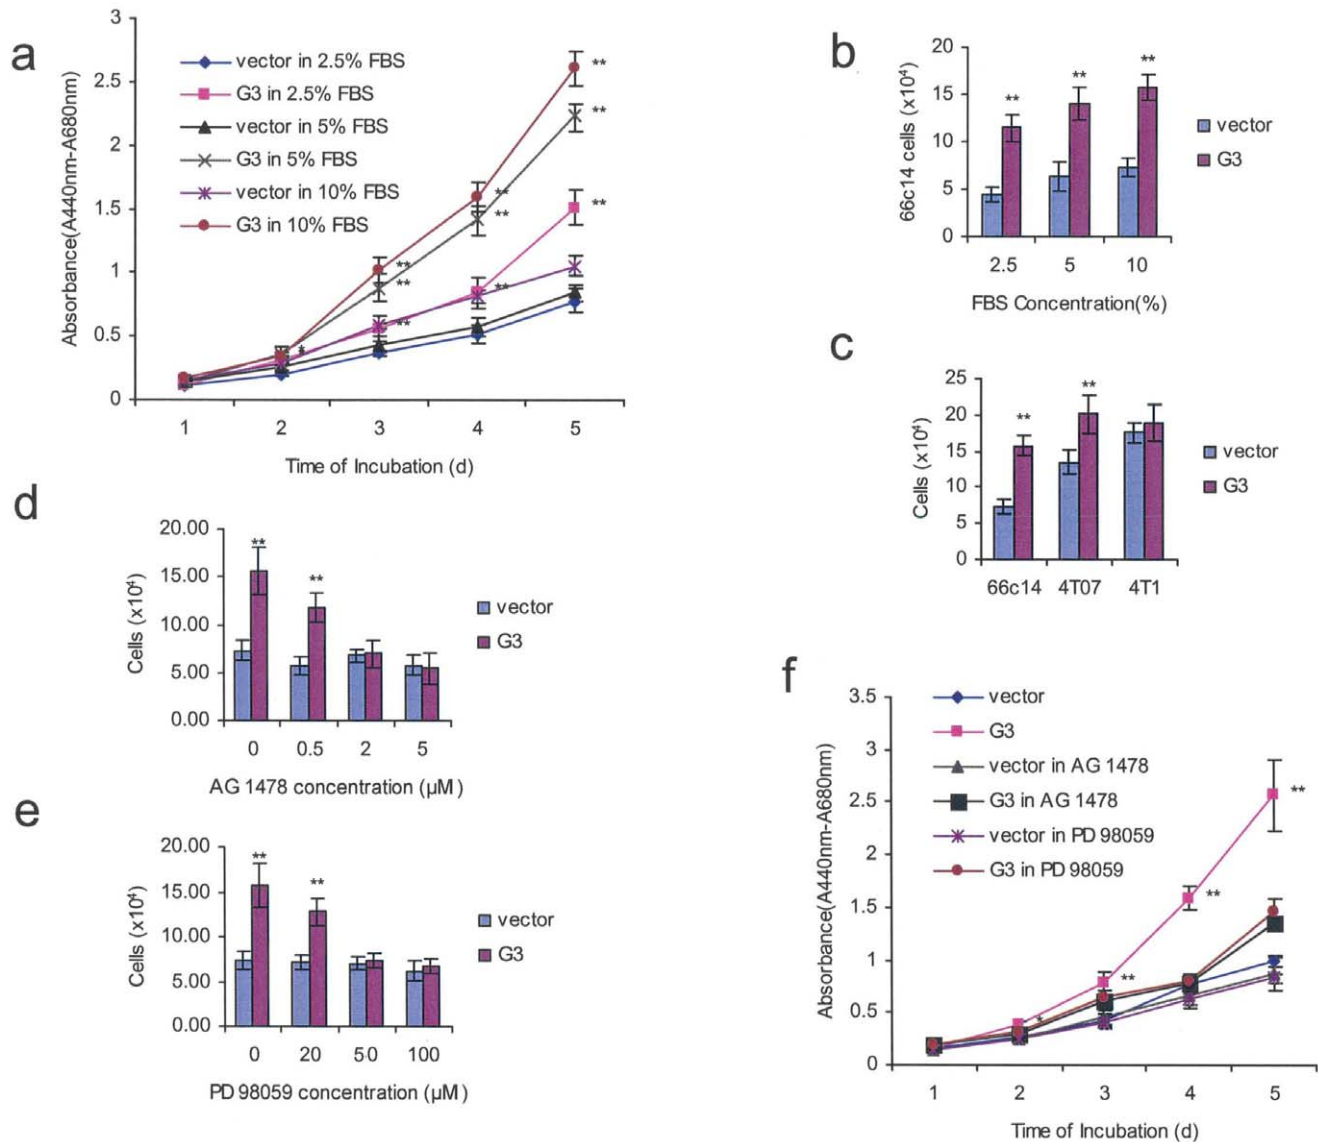 a
3
2.5
2
1.5
1
0.5
0
Absorbance(A440nm-A680nm)
vector in 2.5% FBS
G3 in 2.5% FBS
vector in 5% FBS
G3 in 5% FBS
vector in 10% FBS
G3 in 10% FBS
**
**
**
**
**
**
**
**
**
*
1 2 3 4 5
Time of Incubation (d)
b
20
15
10
5
0
66c14 cells (x10⁴)
** ** **
vector
G3
2.5 5 10
FBS Concentration(%)
c
25
20
15
10
5
0
Cells (x10⁴)
** **
vector
G3
66c14 4T07 4T1
d
20.00
15.00
10.00
5.00
0.00
Cells (x10⁴)
** **
vector
G3
0 0.5 2 5
AG 1478 concentration (µM)
e
20.00
15.00
10.00
5.00
0.00
Cells (x10⁴)
** **
vector
G3
0 20 50 100
PD 98059 concentration (µM)
f
3.5
3
2.5
2
1.5
1
0.5
0
Absorbance(A440nm-A680nm)
vector
G3
vector in AG 1478
G3 in AG 1478
vector in PD 98059
G3 in PD 98059
**
**
**
*
1 2 3 4 5
Time of Incubation (d)